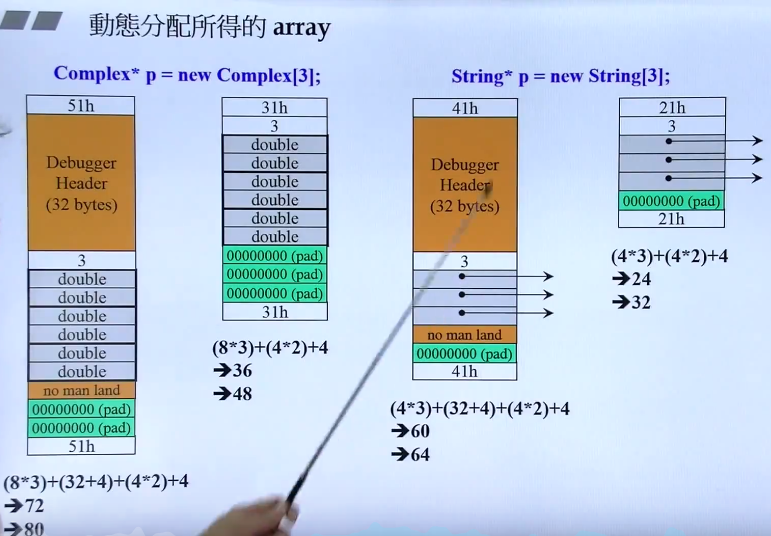 動態分配所得的 array
Complex* p = new Complex[3];
51h
Debugger
Header
(32 bytes)
3
double
double
double
double
double
double
no man land
00000000 (pad)
00000000 (pad)
51h
(8*3)+(32+4)+(4*2)+4
➔72
➔80
31h
3
double
double
double
double
double
double
00000000 (pad)
00000000 (pad)
00000000 (pad)
31h
(8*3)+(4*2)+4
➔36
➔48
String* p = new String[3];
41h
Debugger
Header
(32 bytes)
3
no man land
00000000 (pad)
41h
(4*3)+(32+4)+(4*2)+4
➔60
➔64
21h
3
00000000 (pad)
21h
(4*3)+(4*2)+4
➔24
➔32